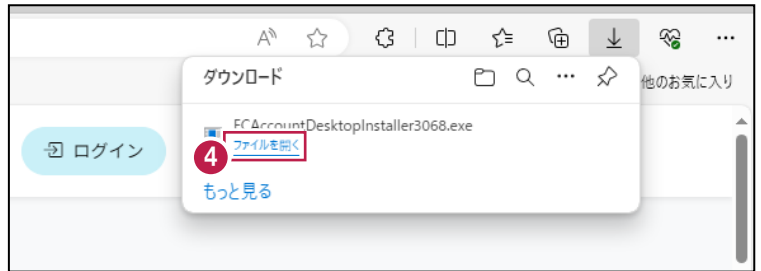 ダウンロード
他のお気に入り
ECAccountDesktopInstaller3068.exe
4
ファイルを開く
ログイン
もっと見る